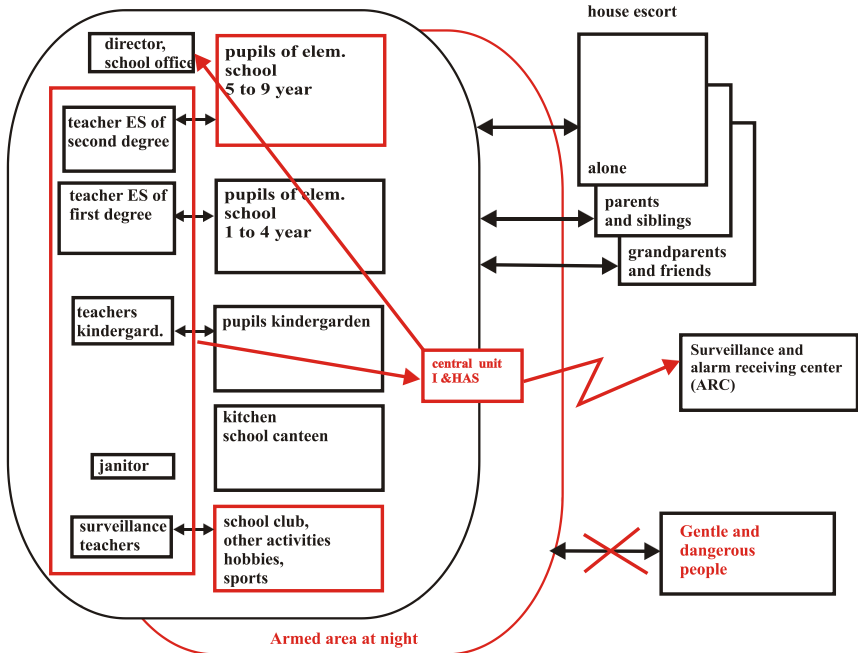 house escort
director,
school office
pupils of elem.
school
5 to 9 year
teacher ES of
second degree
alone
teacher ES of
first degree
pupils of elem.
school
1 to 4 year
parents
and siblings
grandparents
and friends
teachers
kindergard.
pupils kindergarden
central unit
I &HAS
Surveillance and
alarm receiving center
(ARC)
kitchen
school canteen
janitor
surveillance
teachers
school club,
other activities
hobbies,
sports
Gentle and
dangerous
people
Armed area at night